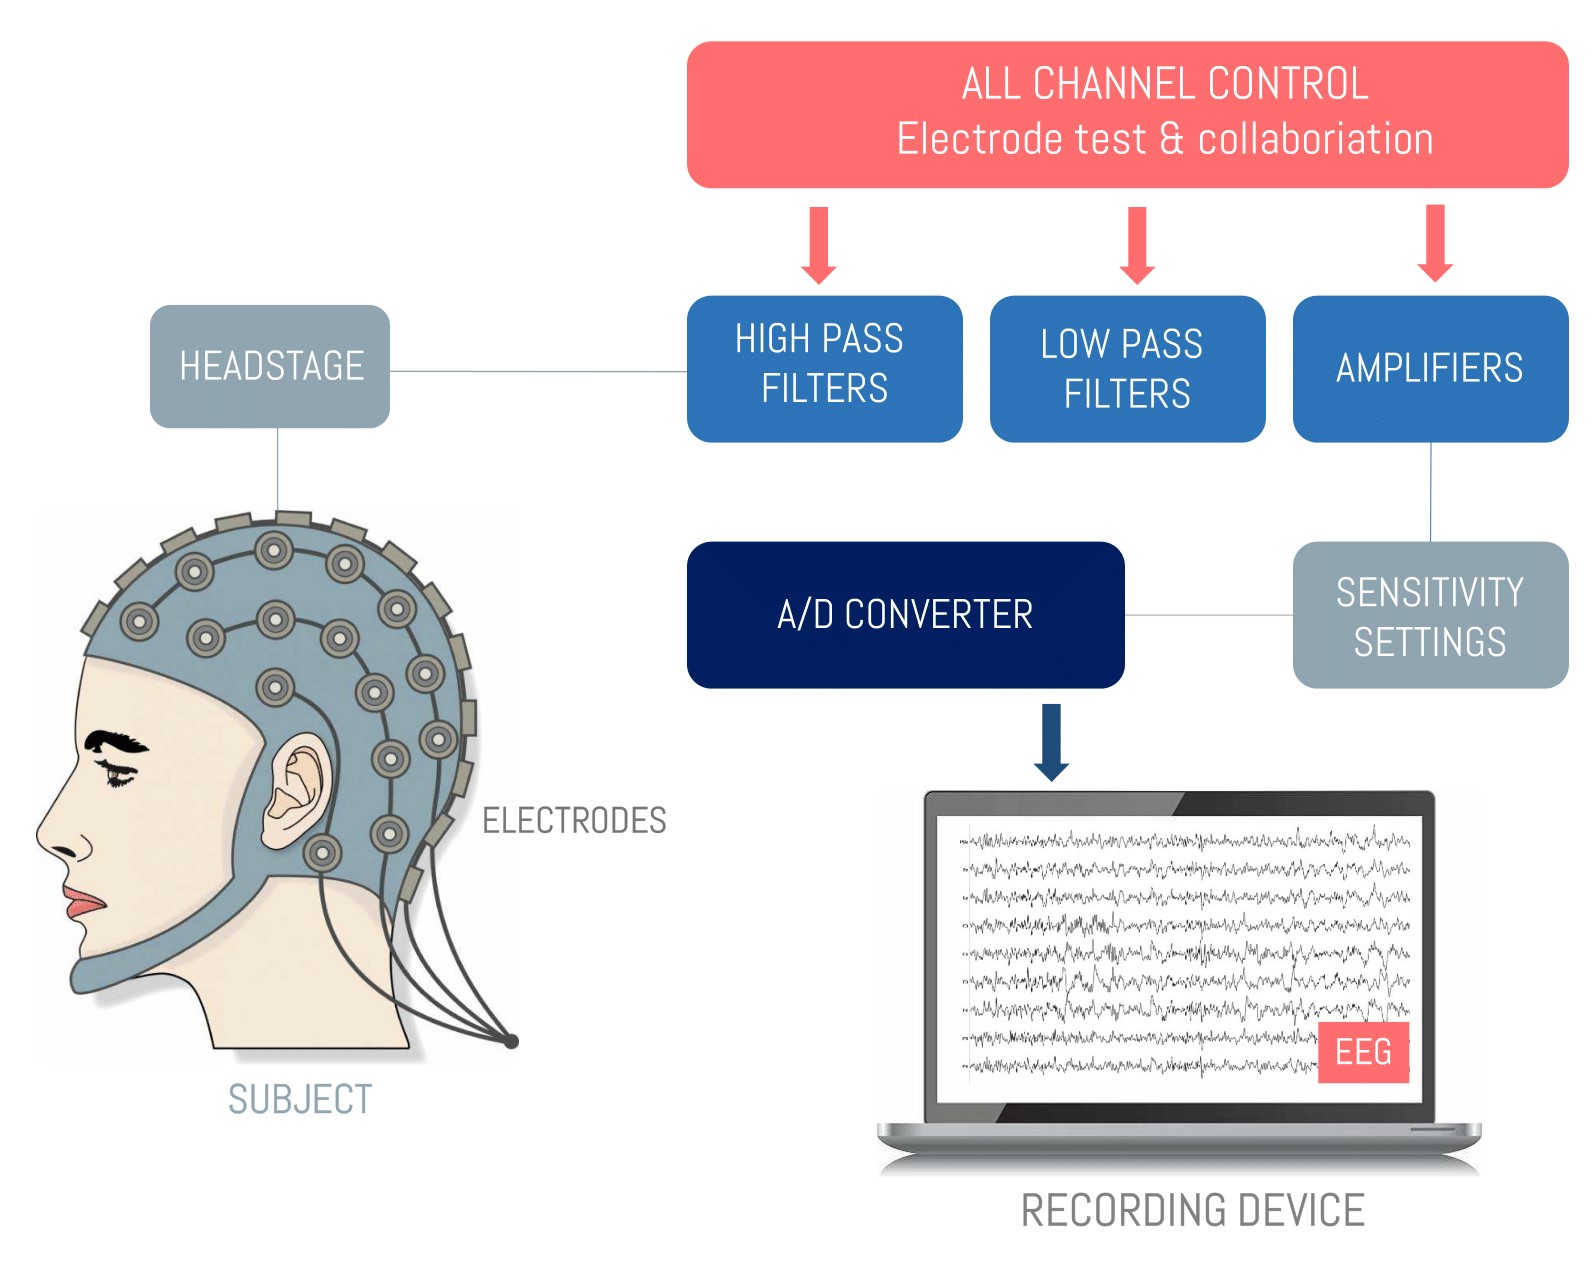 ALL CHANNEL CONTROL
Electrode test & collaboriation
HEADSTAGE
HIGH PASS
FILTERS
LOW PASS
FILTERS
AMPLIFIERS
A/D CONVERTER
SENSITIVITY
SETTINGS
ELECTRODES
EEG
SUBJECT
RECORDING DEVICE